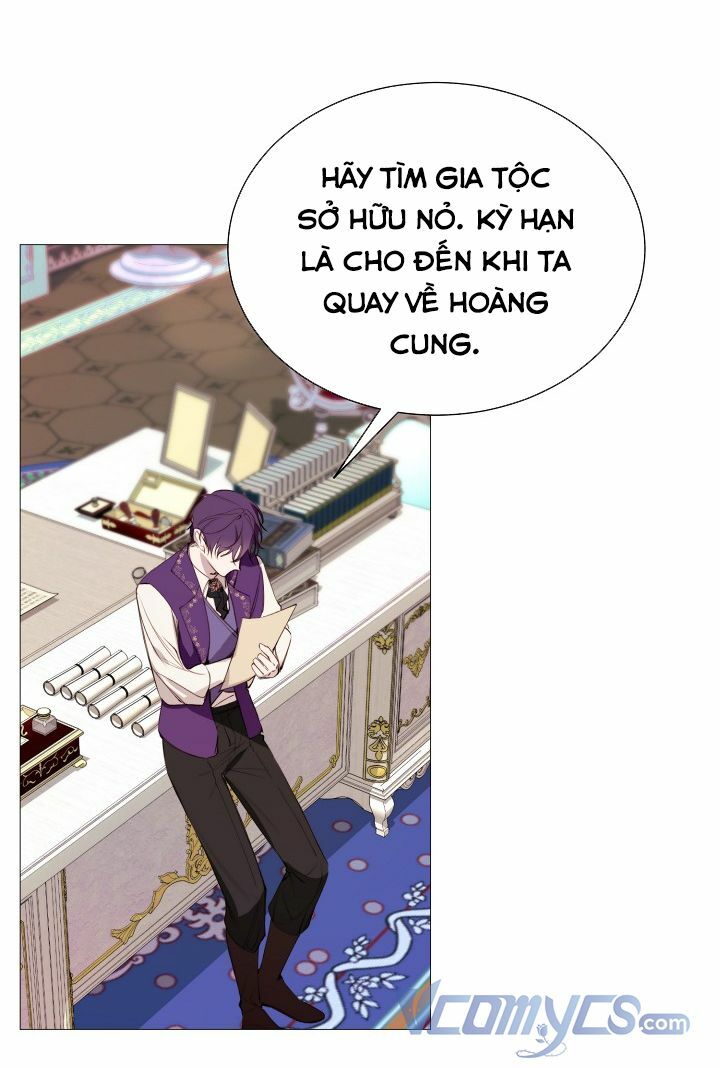 HÃY TÌM GIA TỘC
SỞ HỮU NỎ. KỲ HẠN
LÀ CHO ĐẾN KHI TA
QUAY VỀ HOÀNG
CUNG.
VCOMYCS.com